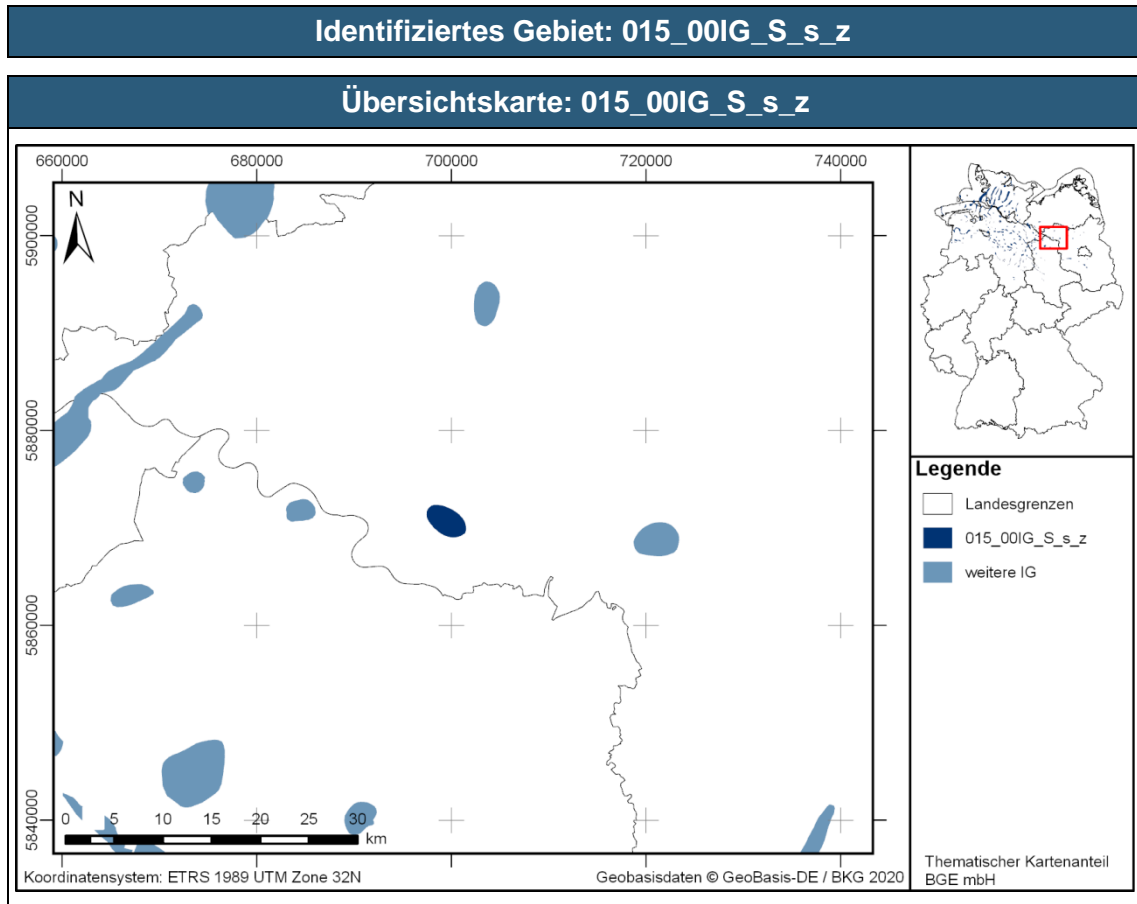 Identifiziertes Gebiet: 015_00IG_S_s_z
Übersichtskarte: 015_00IG_S_s_z
660000 680000 700000 720000 740000
N
5900000
5880000
5860000
5840000
0 5 10 15 20 25 30
km
Koordinatensystem: ETRS 1989 UTM Zone 32N
Geobasisdaten © GeoBasis-DE / BKG 2020
Legende
Landesgrenzen
015_00IG_S_s_z
weitere IG
Thematischer Kartenanteil
BGE mbH